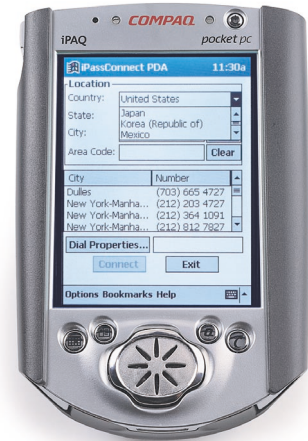 COMPAQ
iPAQ pocket pc
iPassConnect PDA 11:30a
Location
Country: United States
State: Japan
Korea (Republic of)
City: Mexico
Area Code: Clear
City Number
Dulles (703) 665 4727
New York-Manha... (212) 203 4727
New York-Manha... (212) 364 1091
New York-Manha... (212) 812 7827
Dial Properties...
Connect Exit
Options Bookmarks Help